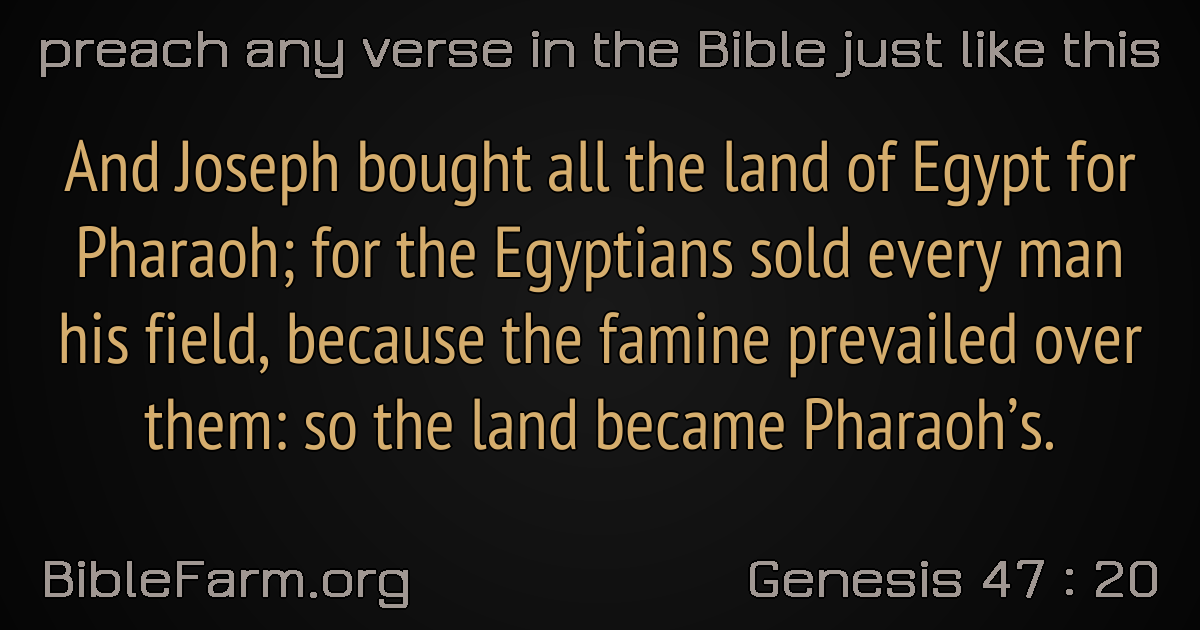 preach any verse in the Bible just like this
And Joseph bought all the land of Egypt for
Pharaoh; for the Egyptians sold every man
his field, because the famine prevailed over
them: so the land became Pharaoh’s.
BibleFarm.org
Genesis 47 : 20